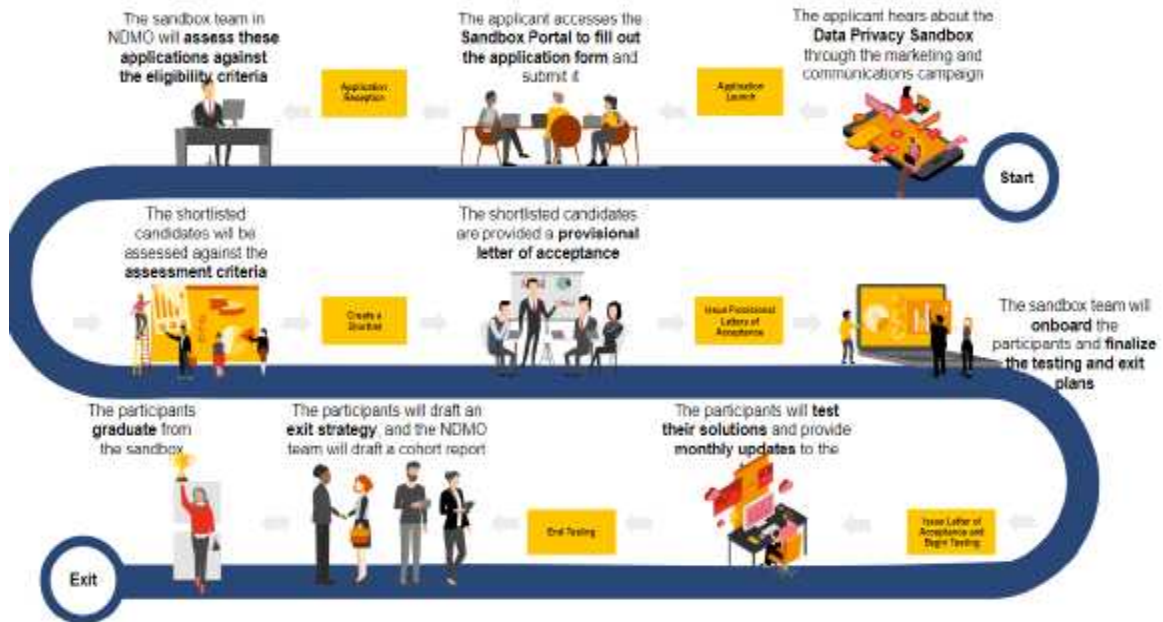 The applicant hears about the
Data Privacy Sandbox
through the marketing and
communications campaign
Start
Application
Launch
The applicant accesses the
Sandbox Portal to fill out
the application form and
submit it
Application
Reception
The sandbox team in
NDMO will assess these
applications against
the eligibility criteria
The shortlisted
candidates will be
assessed against the
assessment criteria
Create a
Shortlist
The shortlisted candidates
are provided a provisional
letter of acceptance
Issue Provisional
Letters of
Acceptance
The sandbox team will
onboard the
participants and finalize
the testing and exit
plans
Issue Letter of
Acceptance and
Begin Testing
The participants will test
their solutions and provide
monthly updates to the
End Testing
The participants will draft an
exit strategy, and the NDMO
team will draft a cohort report
The participants
graduate from
the sandbox
Exit